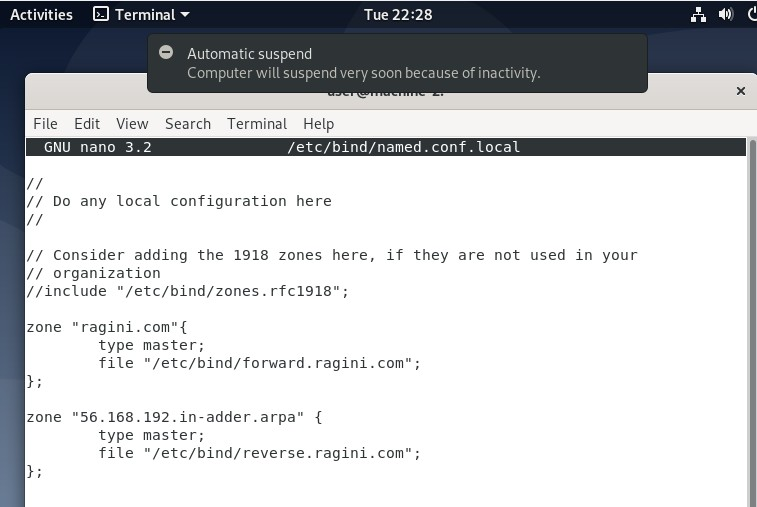 Activities Terminal Tue 22:28
Automatic suspend
Computer will suspend very soon because of inactivity.
File Edit View Search Terminal Help
GNU nano 3.2 /etc/bind/named.conf.local
//
// Do any local configuration here
//
// Consider adding the 1918 zones here, if they are not used in your
// organization
//include "/etc/bind/zones.rfc1918";
zone "ragini.com"{
type master;
file "/etc/bind/forward.ragini.com";
};
zone "56.168.192.in-adder.arpa" {
type master;
file "/etc/bind/reverse.ragini.com";
};